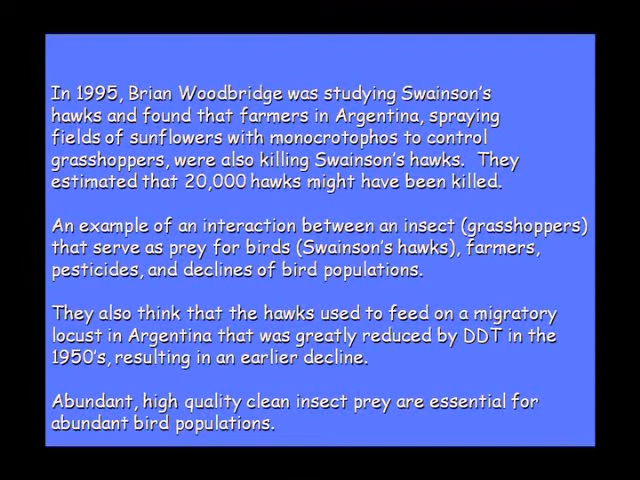 In 1995, Brian Woodbridge was studying Swainson's
hawks and found that farmers in Argentina, spraying
fields of sunflowers with monocrotophos to control
grasshoppers, were also killing Swainson's hawks.  They
estimated that 20,000 hawks might have been killed.
An example of an interaction between an insect (grasshoppers)
that serve as prey for birds (Swainson's hawks), farmers,
pesticides, and declines of bird populations.
They also think that the hawks used to feed on a migratory
locust in Argentina that was greatly reduced by DDT in the
1950's, resulting in an earlier decline.
Abundant, high quality clean insect prey are essential for
abundant bird populations.